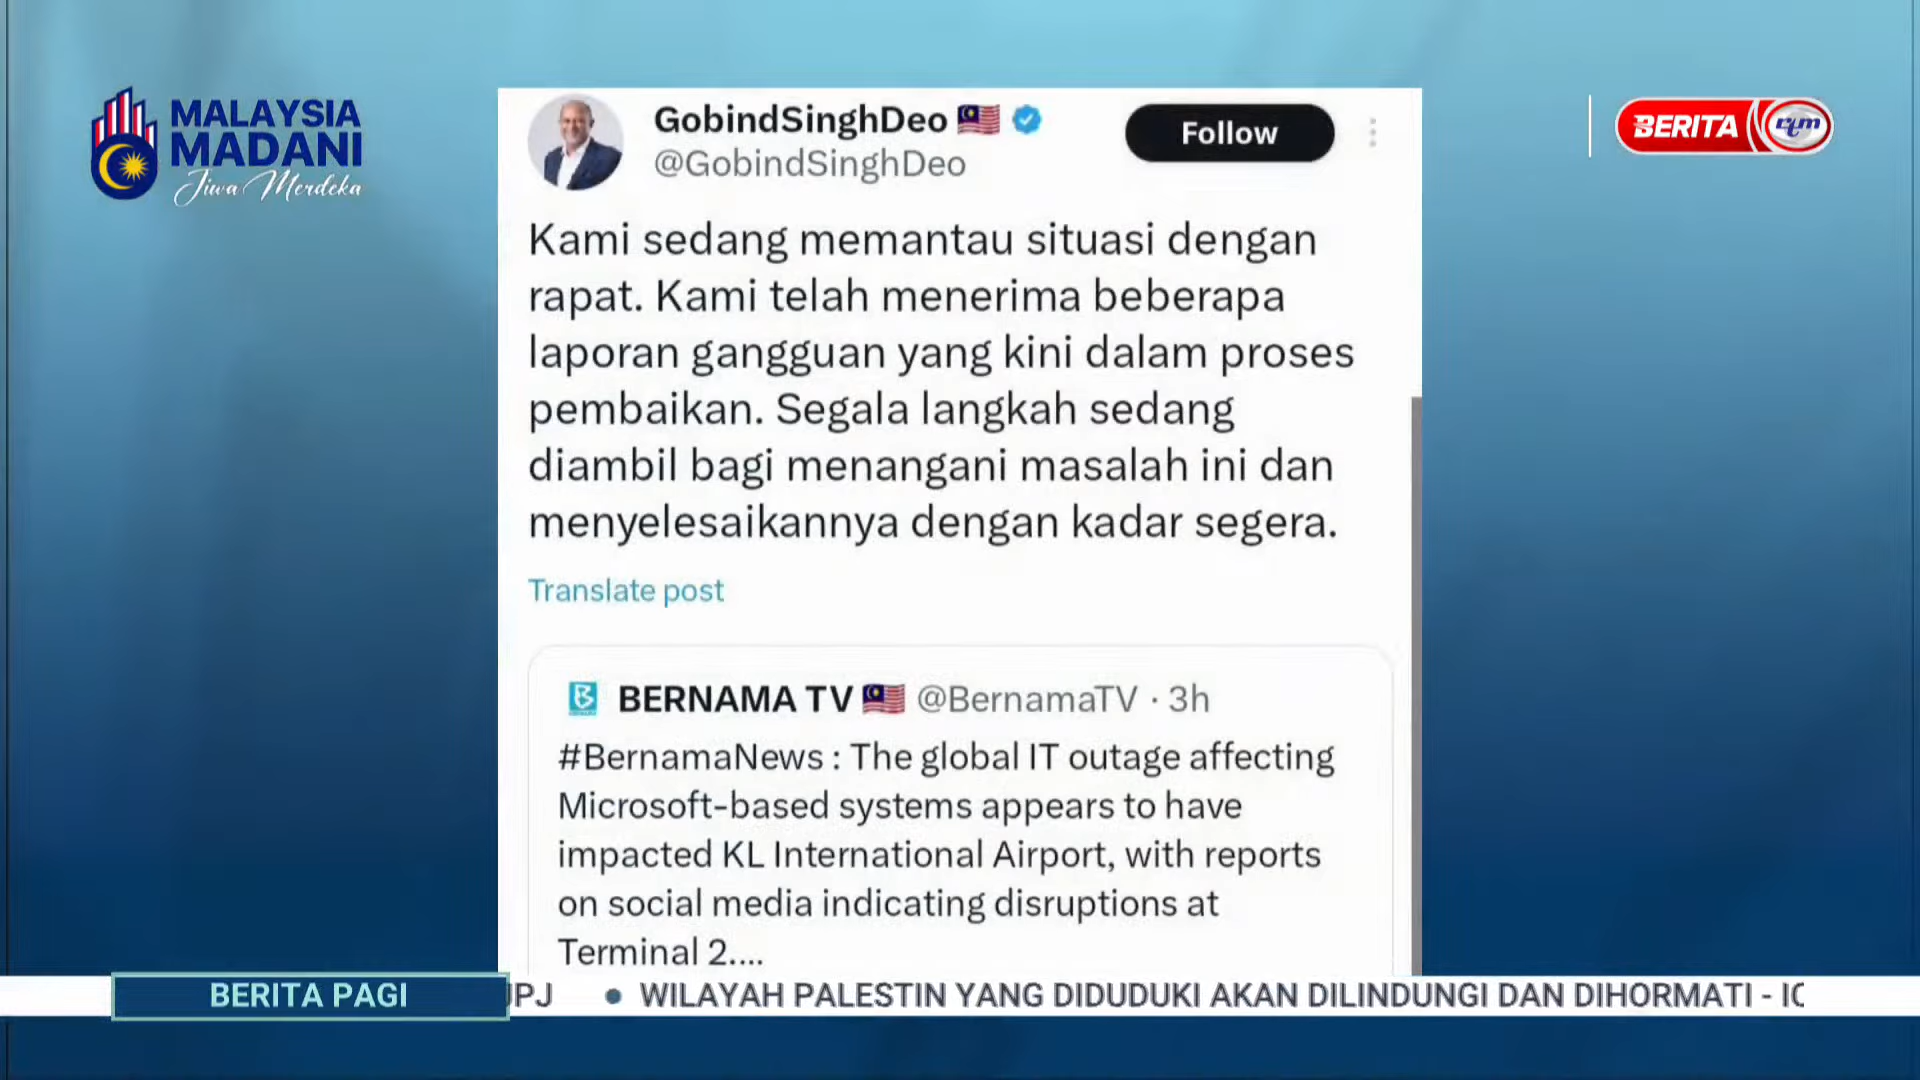 MALAYSIA
MADANI
Jiwa Merdeka
BERITA rtm
GobindSinghDeo
@GobindSinghDeo
Follow
Kami sedang memantau situasi dengan
rapat. Kami telah menerima beberapa
laporan gangguan yang kini dalam proses
pembaikan. Segala langkah sedang
diambil bagi menangani masalah ini dan
menyelesaikannya dengan kadar segera.
Translate post
BERNAMA TV @BernamaTV · 3h
#BernamaNews : The global IT outage affecting
Microsoft-based systems appears to have
impacted KL International Airport, with reports
on social media indicating disruptions at
Terminal 2....
BERITA PAGI
JPJ • WILAYAH PALESTIN YANG DIDUDUKI AKAN DILINDUNGI DAN DIHORMATI -